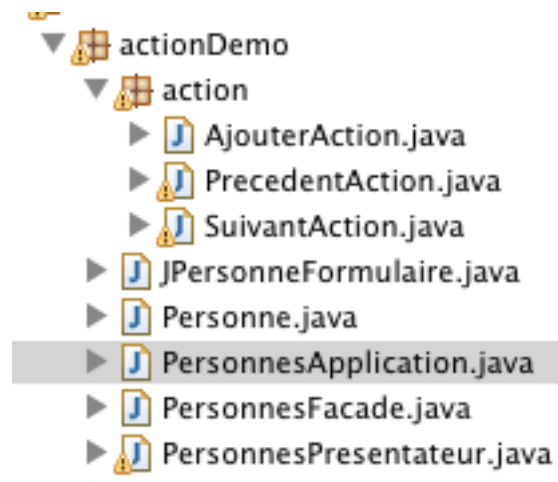 actionDemo
action
AjouterAction.java
PrecedentAction.java
SuivantAction.java
JPersonneFormulaire.java
Personne.java
PersonnesApplication.java
PersonnesFacade.java
PersonnesPresentateur.java